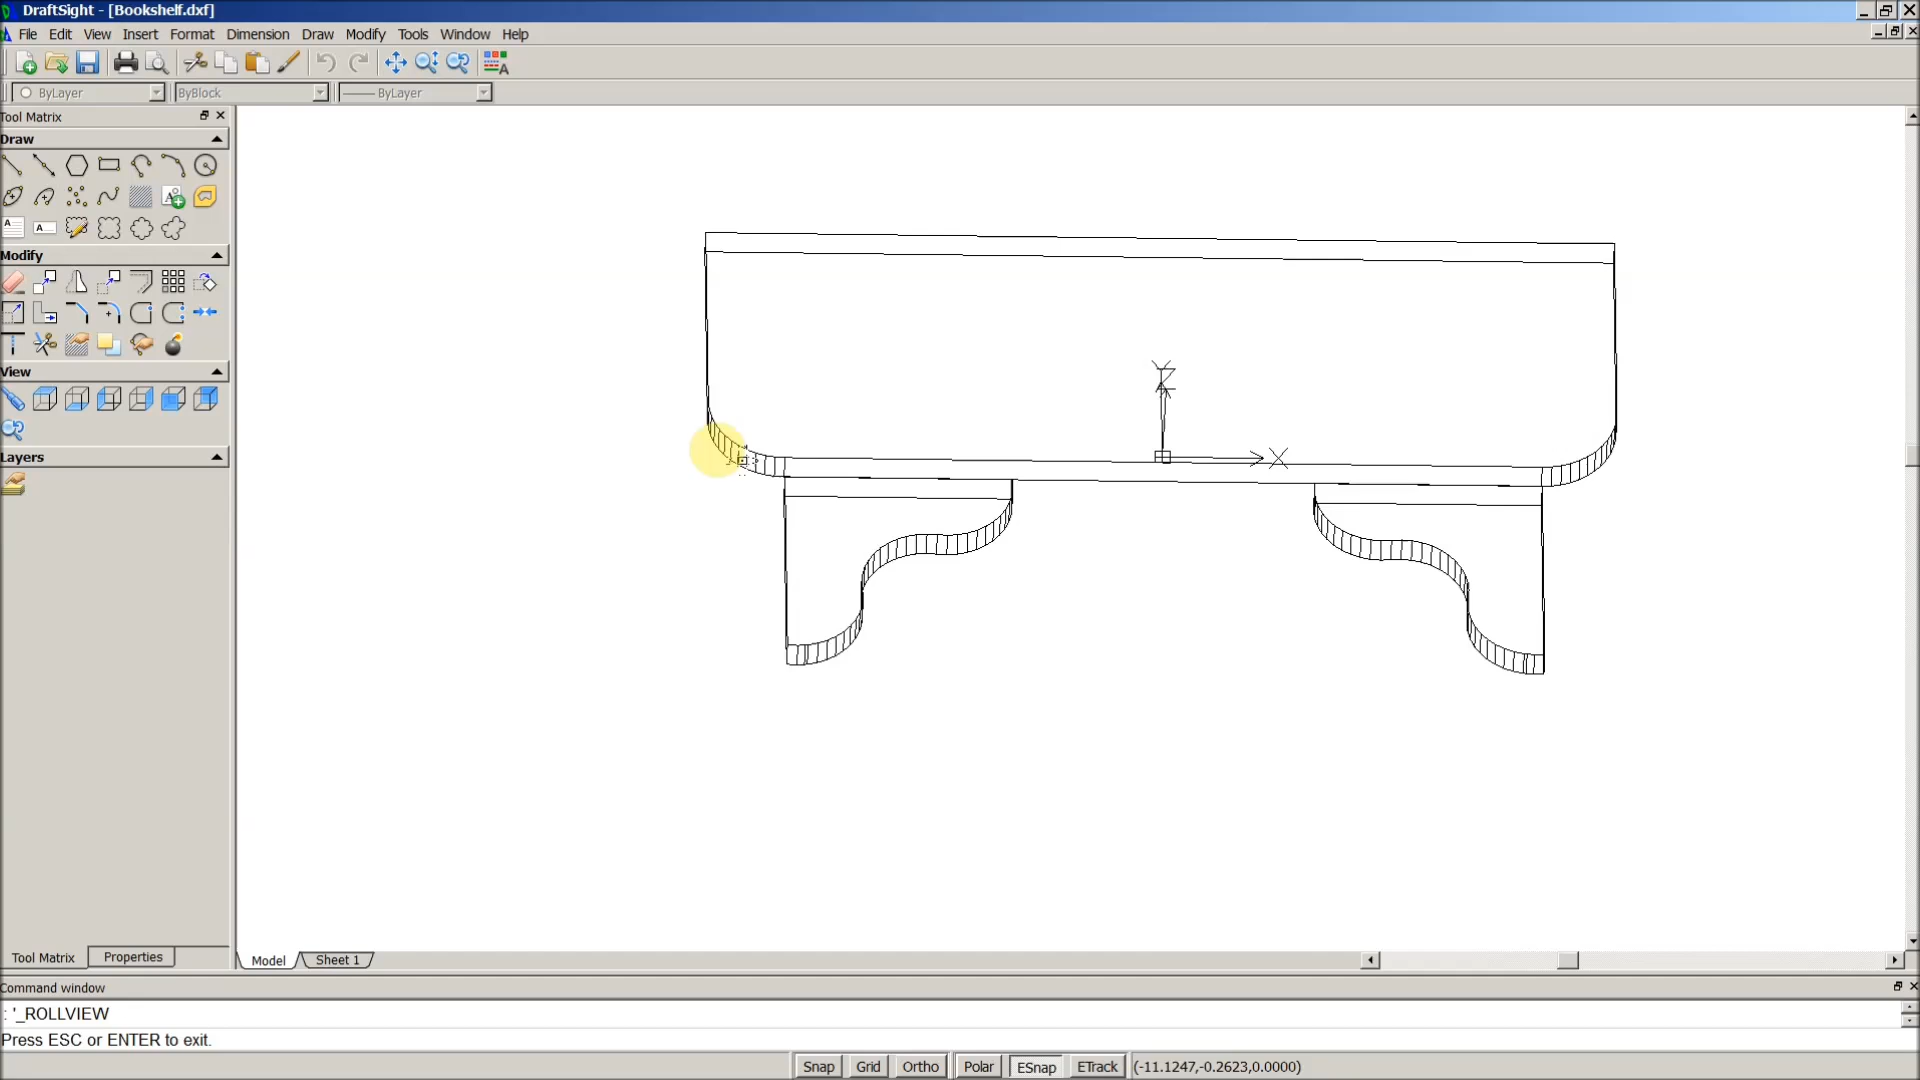 DraftSight - [Bookshelf.dxf]
File Edit View Insert Format Dimension Draw Modify Tools Window Help
ByLayer ByBlock ByLayer
Tool Matrix
Draw
Modify
View
Layers
Y
Z
X
Tool Matrix Properties
Model Sheet 1
Command window
: '_ROLLVIEW
Press ESC or ENTER to exit.
Snap Grid Ortho Polar ESnap ETrack (-11.1247,-0.2623,0.0000)